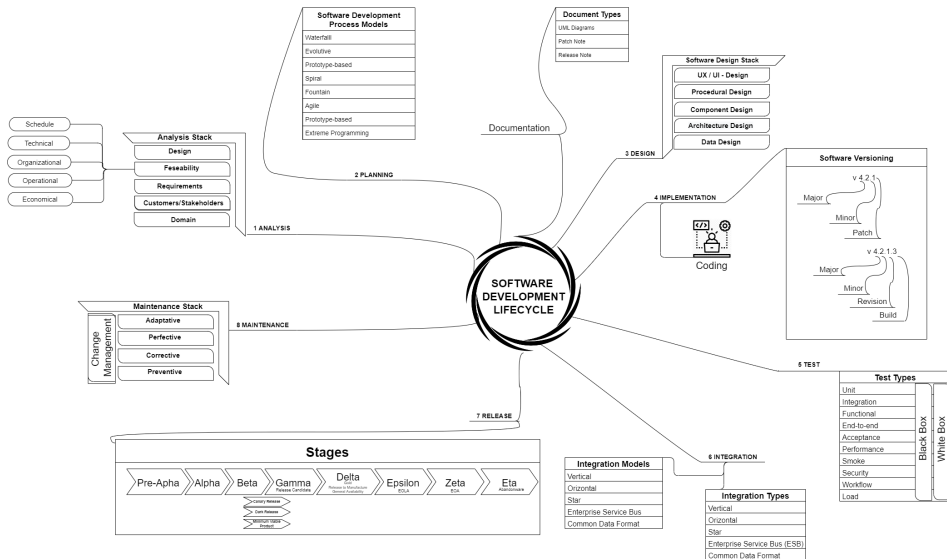 Software Development
Process Models
Waterfalll
Evolutive
Prototype-based
Spiral
Fountain
Agile
Prototype-based
Extreme Programming
2 PLANNING
Document Types
UML Diagrams
Patch Note
Release Note
Documentation
Software Design Stack
UX / UI - Design
Procedural Design
Component Design
Architecture Design
Data Design
3 DESIGN
Schedule
Technical
Organizational
Operational
Economical
Analysis Stack
Design
Feseability
Requirements
Customers/Stakeholders
Domain
1 ANALYSIS
4 IMPLEMENTATION
</>
Coding
Software Versioning
v 4.2.1
Major
Minor
Patch
v 4.2.1.3
Major
Minor
Revision
Build
SOFTWARE
DEVELOPMENT
LIFECYCLE
Maintenance Stack
Change
Management
Adaptative
Perfective
Corrective
Preventive
8 MAINTENANCE
5 TEST
Test Types
Unit
Integration
Functional
End-to-end
Acceptance
Performance
Smoke
Security
Workflow
Load
Black Box
White Box
7 RELEASE
Stages
Pre-Apha
Alpha
Beta
Gamma
Release Candidate
Delta
Gold
Release to Manufacture
General Availability
Epsilon
EOLA
Zeta
EOA
Eta
Abandonware
Canary Release
Dark Release
Minimum Viable
Product
6 INTEGRATION
Integration Models
Vertical
Orizontal
Star
Enterprise Service Bus
Common Data Format
Integration Types
Vertical
Orizontal
Star
Enterprise Service Bus (ESB)
Common Data Format